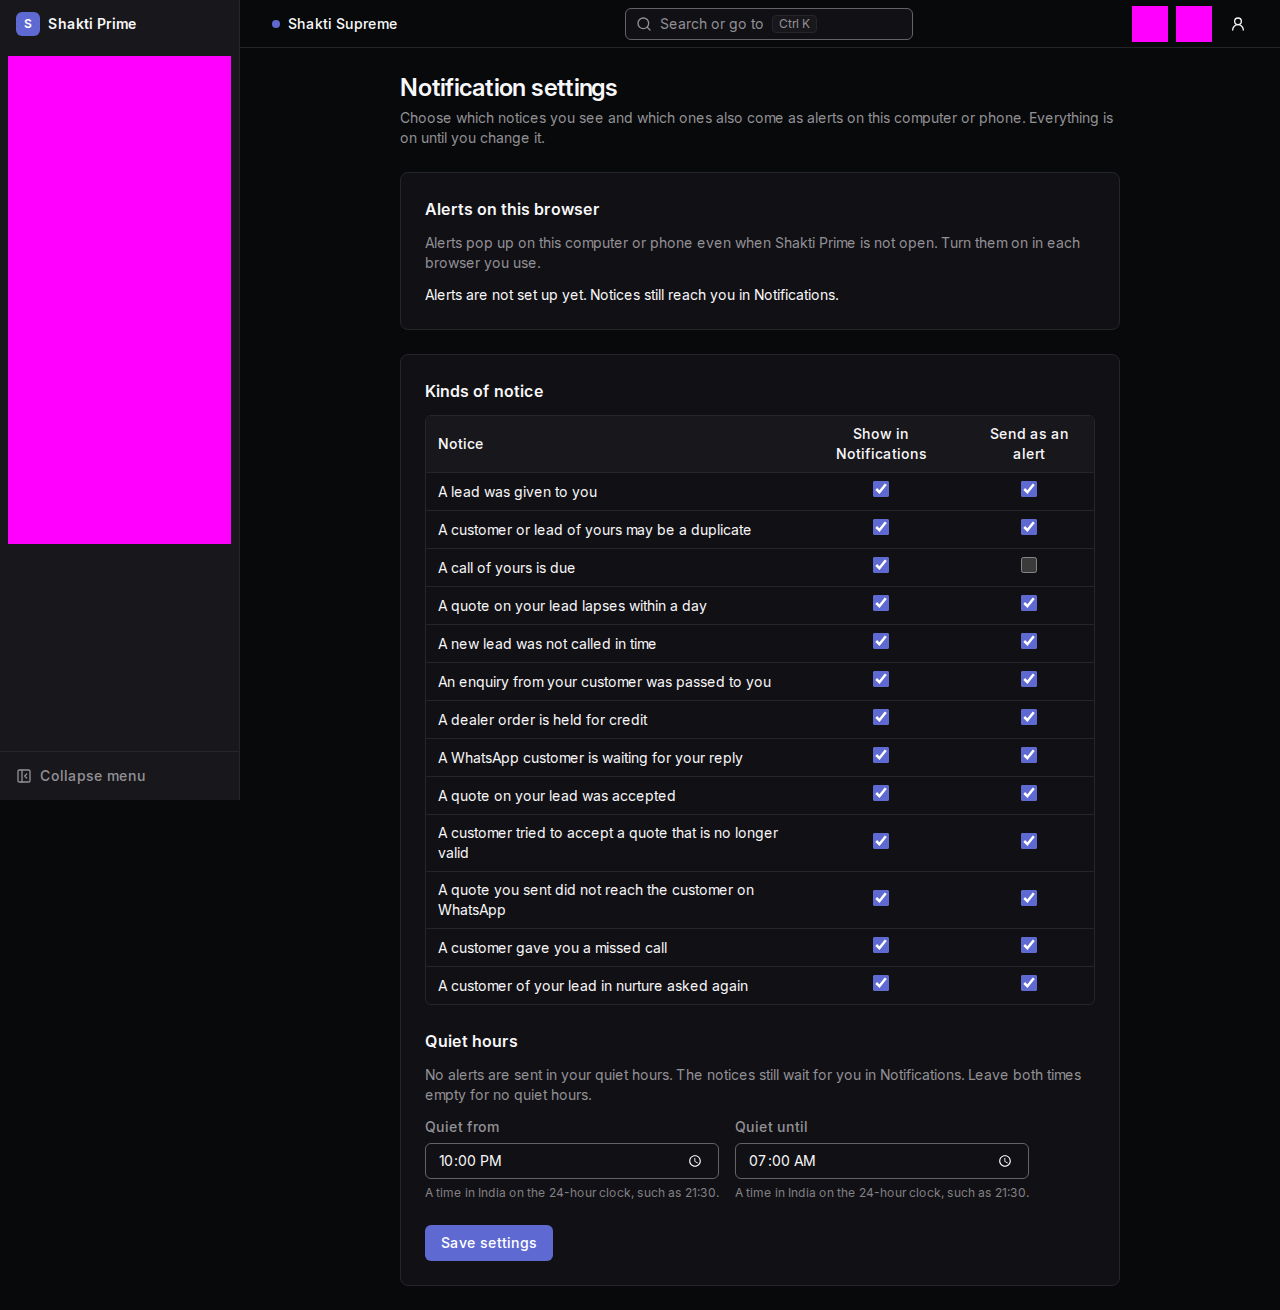 S Shakti Prime
Shakti Supreme
Search or go to Ctrl K
Notification settings
Choose which notices you see and which ones also come as alerts on this computer or phone. Everything is
on until you change it.
Alerts on this browser
Alerts pop up on this computer or phone even when Shakti Prime is not open. Turn them on in each
browser you use.
Alerts are not set up yet. Notices still reach you in Notifications.
Kinds of notice
Notice
Show in
Notifications
Send as an
alert
A lead was given to you
A customer or lead of yours may be a duplicate
A call of yours is due
A quote on your lead lapses within a day
A new lead was not called in time
An enquiry from your customer was passed to you
A dealer order is held for credit
A WhatsApp customer is waiting for your reply
A quote on your lead was accepted
A customer tried to accept a quote that is no longer
valid
A quote you sent did not reach the customer on
WhatsApp
A customer gave you a missed call
A customer of your lead in nurture asked again
Quiet hours
No alerts are sent in your quiet hours. The notices still wait for you in Notifications. Leave both times
empty for no quiet hours.
Quiet from
10:00 PM
A time in India on the 24-hour clock, such as 21:30.
Quiet until
07:00 AM
A time in India on the 24-hour clock, such as 21:30.
Save settings
Collapse menu